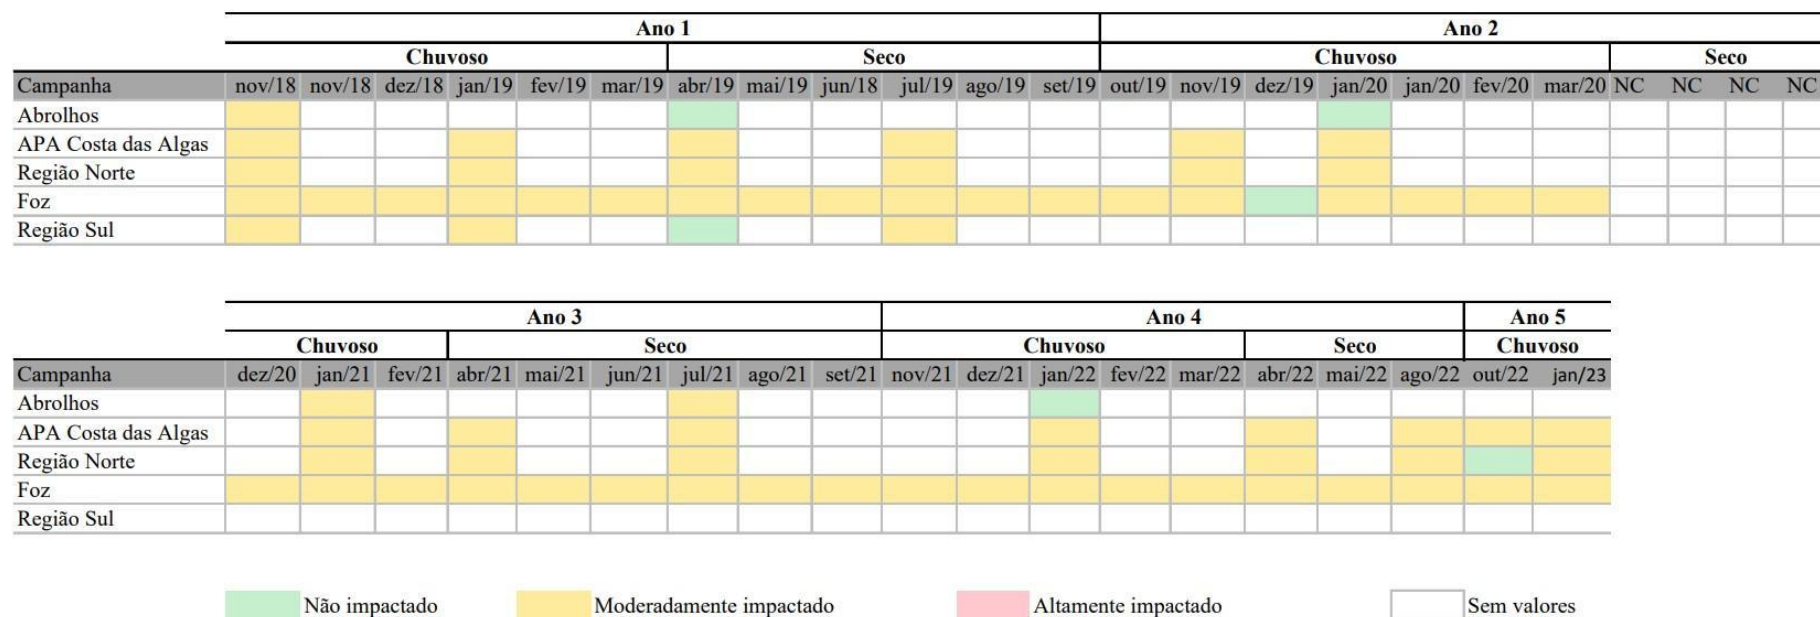 Ano 1 Ano 2
Chuvoso Seco Chuvoso Seco
Campanha nov/18 nov/18 dez/18 jan/19 fev/19 mar/19 abr/19 mai/19 jun/18 jul/19 ago/19 set/19 out/19 nov/19 dez/19 jan/20 jan/20 fev/20 mar/20 NC NC NC NC
Abrolhos
APA Costa das Algas
Região Norte
Foz
Região Sul
Ano 3 Ano 4 Ano 5
Chuvoso Seco Chuvoso Seco Chuvoso
Campanha dez/20 jan/21 fev/21 abr/21 mai/21 jun/21 jul/21 ago/21 set/21 nov/21 dez/21 jan/22 fev/22 mar/22 abr/22 mai/22 ago/22 out/22 jan/23
Abrolhos
APA Costa das Algas
Região Norte
Foz
Região Sul
Não impactado Moderadamente impactado Altamente impactado Sem valores